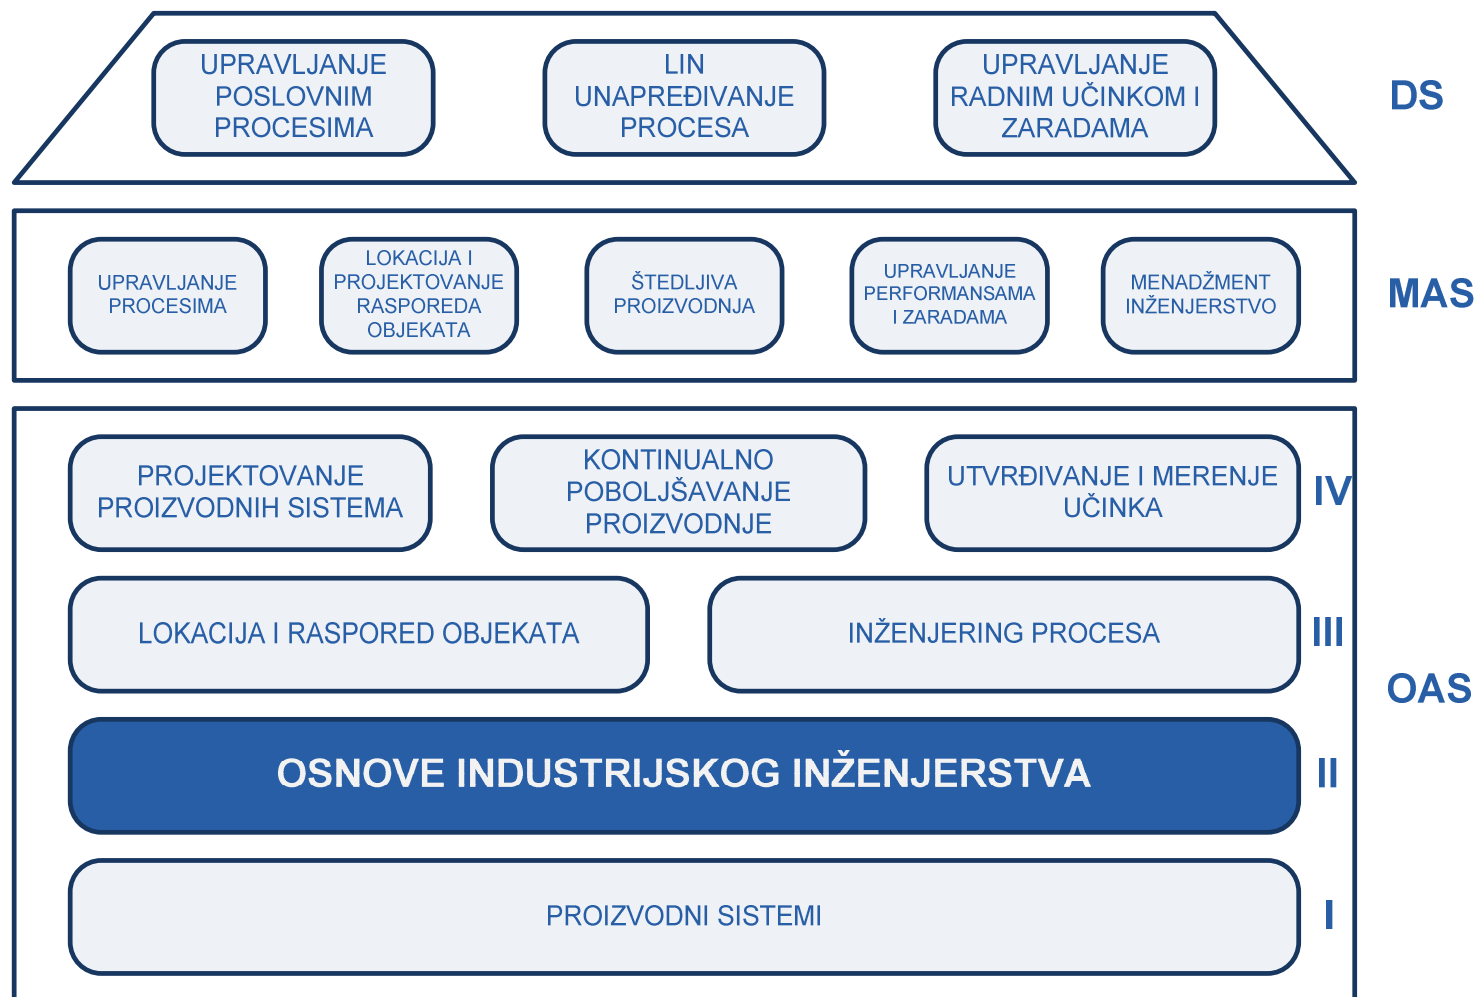 UPRAVLJANJE
POSLOVNIM
PROCESIMA
LIN
UNAPREĐIVANJE
PROCESA
UPRAVLJANJE
RADNIM UČINKOM I
ZARADAMA
DS
UPRAVLJANJE
PROCESIMA
LOKACIJA I
PROJEKTOVANJE
RASPOREDA
OBJEKATA
ŠTEDLJIVA
PROIZVODNJA
UPRAVLJANJE
PERFORMANSAMA
I ZARADAMA
MENADŽMENT
INŽENJERSTVO
MAS
PROJEKTOVANJE
PROIZVODNIH SISTEMA
KONTINUALNO
POBOLJŠAVANJE
PROIZVODNJE
UTVRĐIVANJE I MERENJE
UČINKA
IV
LOKACIJA I RASPORED OBJEKATA
INŽENJERING PROCESA
III
OAS
OSNOVE INDUSTRIJSKOG INŽENJERSTVA
II
PROIZVODNI SISTEMI
I